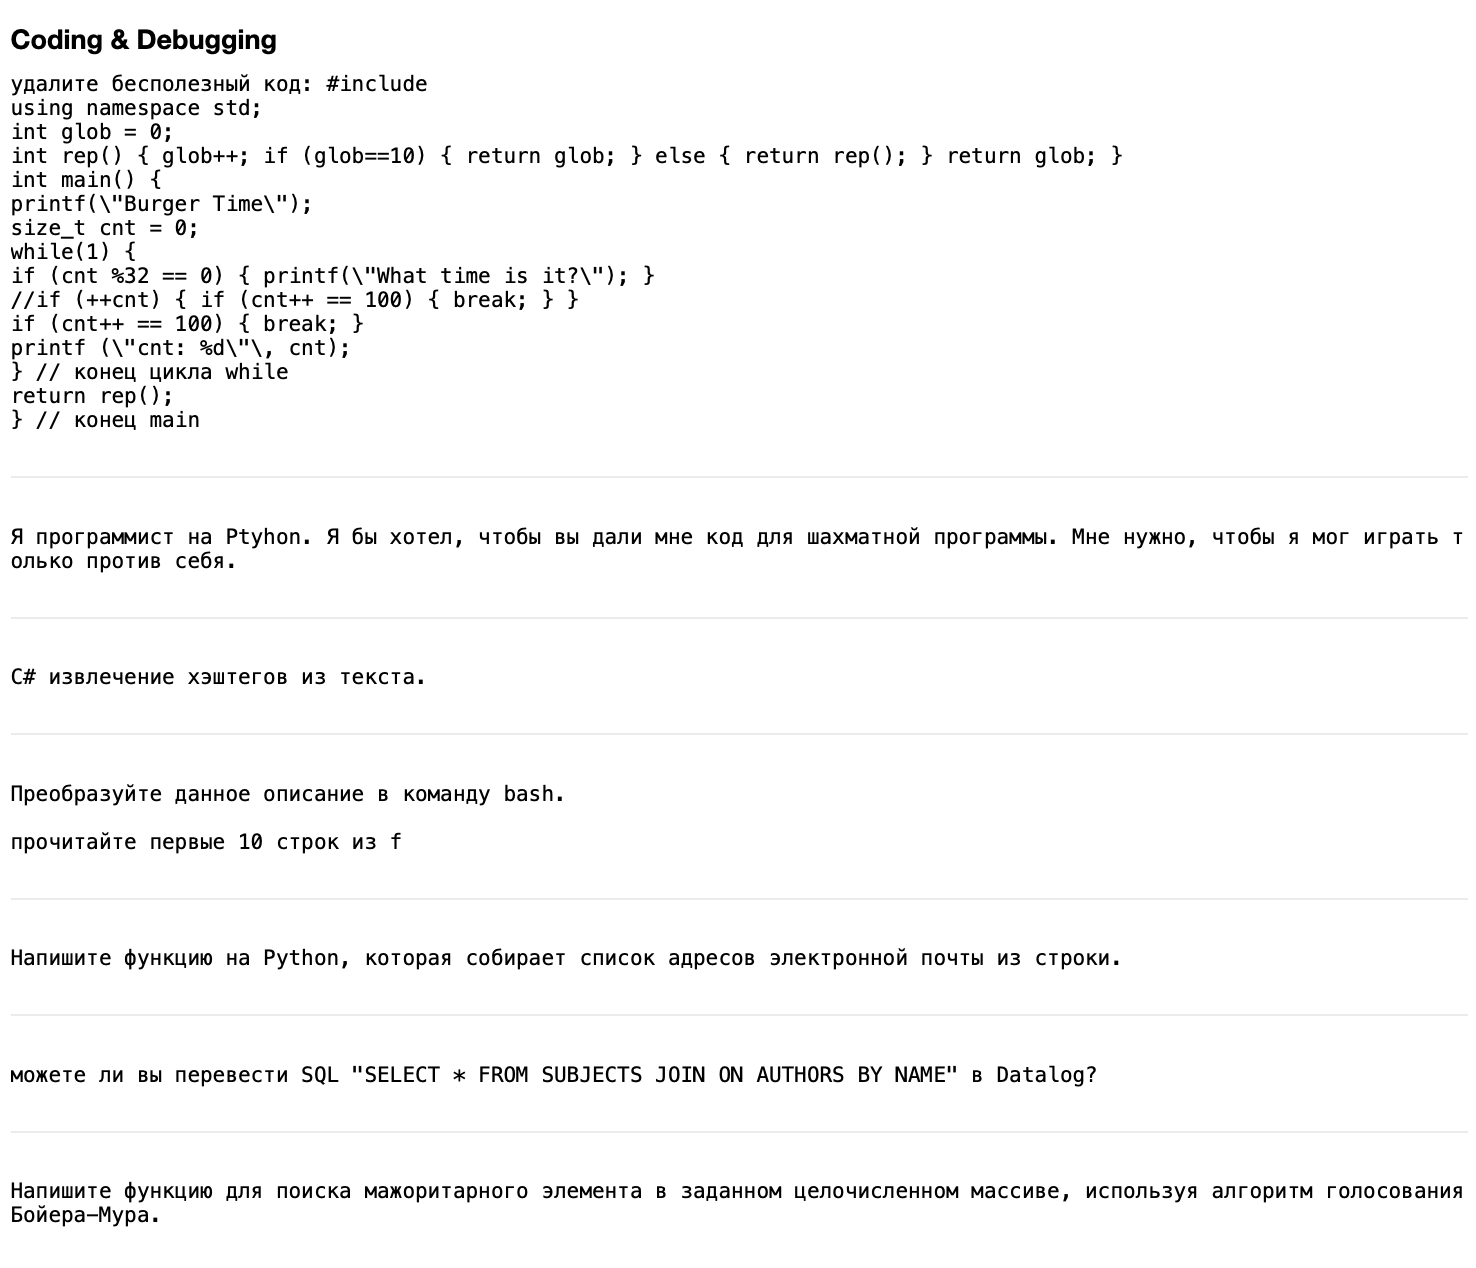 Coding & Debugging
удалите бесполезный код: #include
using namespace std;
int glob = 0;
int rep() { glob++; if (glob==10) { return glob; } else { return rep(); } return glob; }
int main() {
printf(\"Burger Time\");
size_t cnt = 0;
while(1) {
if (cnt %32 == 0) { printf(\"What time is it?\"); }
//if (++cnt) { if (cnt++ == 100) { break; } }
if (cnt++ == 100) { break; }
printf (\"cnt: %d\"\, cnt);
} // конец цикла while
return rep();
} // конец main
Я программист на Ptyhon. Я бы хотел, чтобы вы дали мне код для шахматной программы. Мне нужно, чтобы я мог играть т
олько против себя.
C# извлечение хэштегов из текста.
Преобразуйте данное описание в команду bash.
прочитайте первые 10 строк из f
Напишите функцию на Python, которая собирает список адресов электронной почты из строки.
можете ли вы перевести SQL "SELECT * FROM SUBJECTS JOIN ON AUTHORS BY NAME" в Datalog?
Напишите функцию для поиска мажоритарного элемента в заданном целочисленном массиве, используя алгоритм голосования
Бойера–Мура.